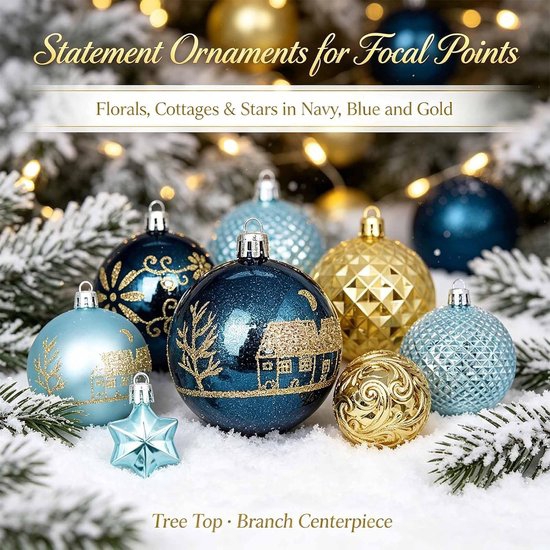 Statement Ornaments for Focal Points
Florals, Cottages & Stars in Navy, Blue and Gold
Tree Top · Branch Centerpiece